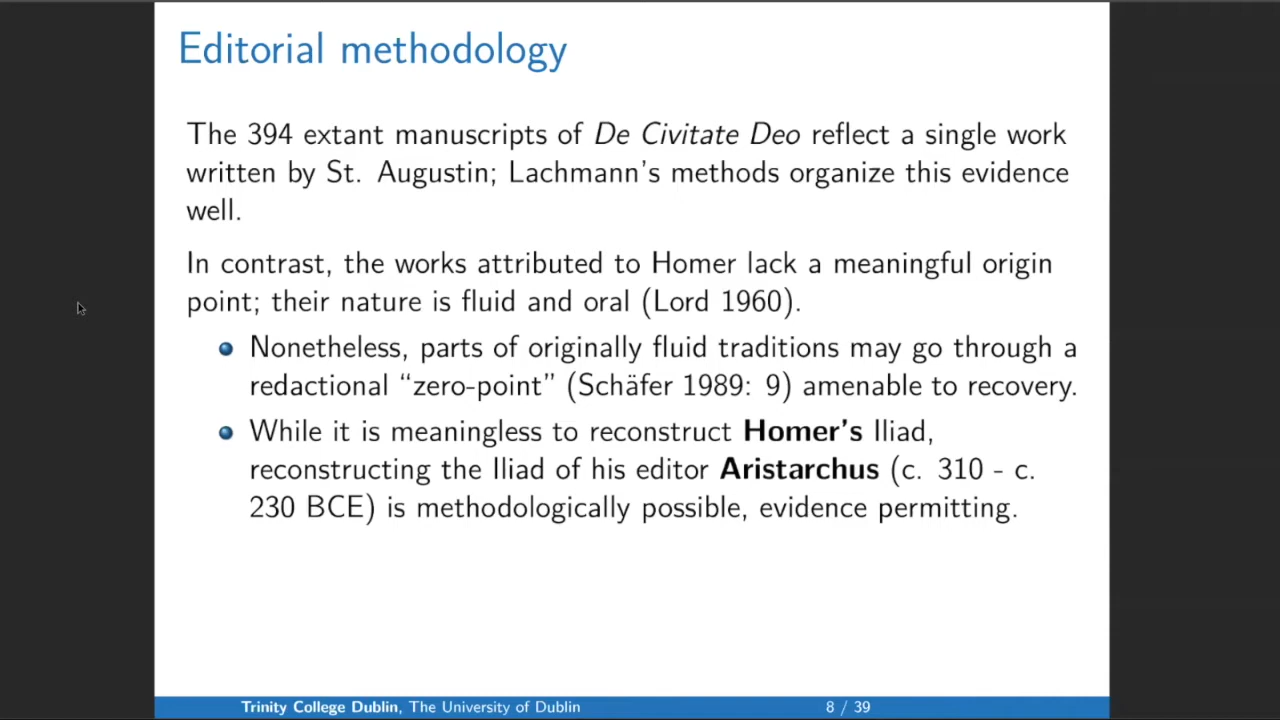 Editorial methodology
The 394 extant manuscripts of De Civitate Deo reflect a single work
written by St. Augustin; Lachmann's methods organize this evidence
well.
In contrast, the works attributed to Homer lack a meaningful origin
point; their nature is fluid and oral (Lord 1960).
Nonetheless, parts of originally fluid traditions may go through a
redactional “zero-point” (Schäfer 1989: 9) amenable to recovery.
While it is meaningless to reconstruct Homer's Iliad,
reconstructing the Iliad of his editor Aristarchus (c. 310 - c.
230 BCE) is methodologically possible, evidence permitting.
Trinity College Dublin, The University of Dublin 8 / 39